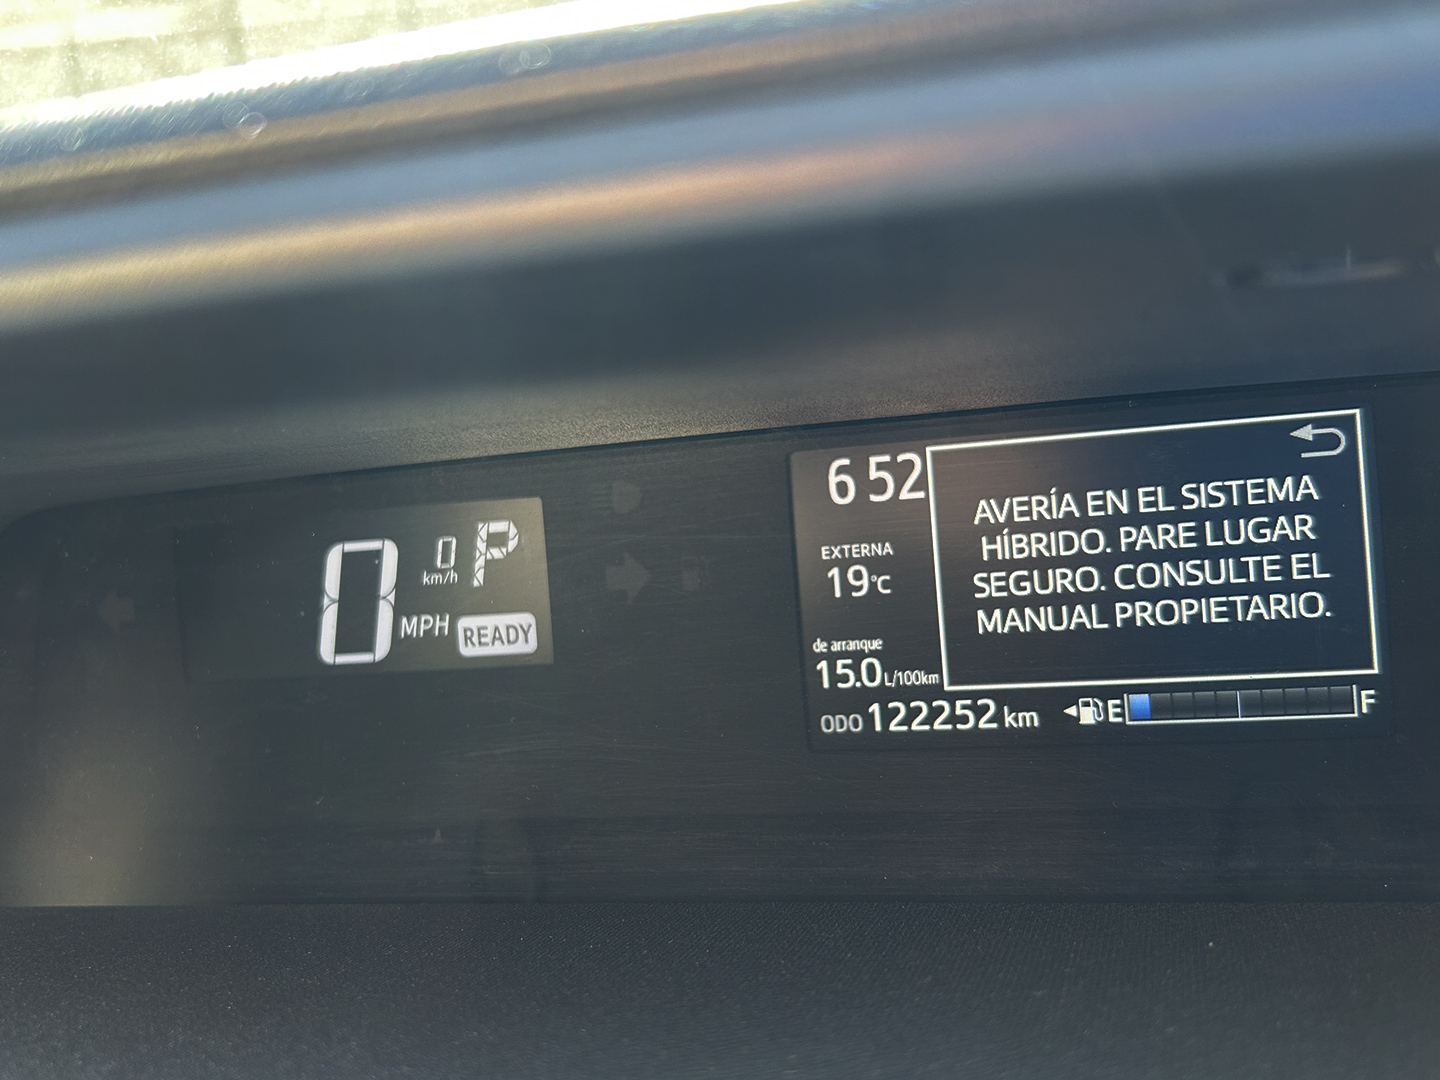 0
km/h
P
0
MPH
READY
6 52
EXTERNA
19°C
de arranque
15.0 L/100km
AVERÍA EN EL SISTEMA
HÍBRIDO. PARE LUGAR
SEGURO. CONSULTE EL
MANUAL PROPIETARIO.
ODO 122252 km
E
F